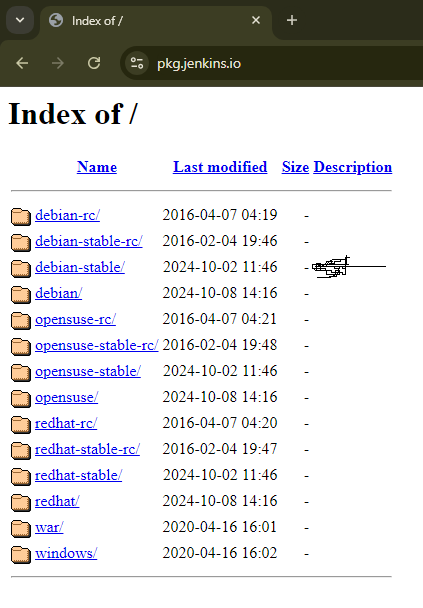 Index of /
pkg.jenkins.io
Index of /
Name Last modified Size Description
debian-rc/ 2016-04-07 04:19 -
debian-stable-rc/ 2016-02-04 19:46 -
debian-stable/ 2024-10-02 11:46 -
debian/ 2024-10-08 14:16 -
opensuse-rc/ 2016-04-07 04:21 -
opensuse-stable-rc/ 2016-02-04 19:48 -
opensuse-stable/ 2024-10-02 11:46 -
opensuse/ 2024-10-08 14:16 -
redhat-rc/ 2016-04-07 04:20 -
redhat-stable-rc/ 2016-02-04 19:47 -
redhat-stable/ 2024-10-02 11:46 -
redhat/ 2024-10-08 14:16 -
war/ 2020-04-16 16:01 -
windows/ 2020-04-16 16:02 -